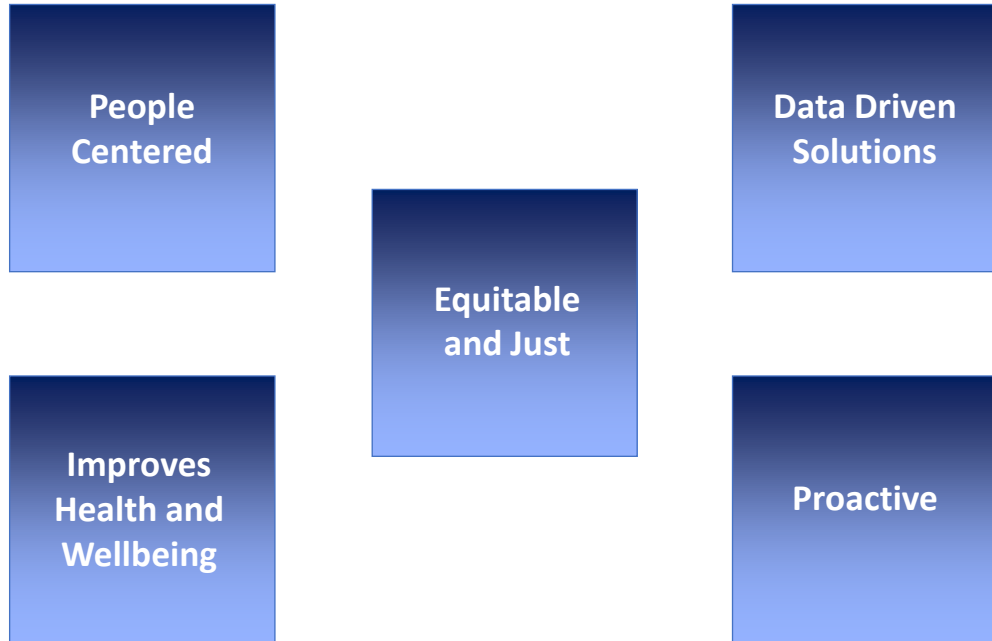 People
Centered
Data Driven
Solutions
Equitable
and Just
Improves
Health and
Wellbeing
Proactive